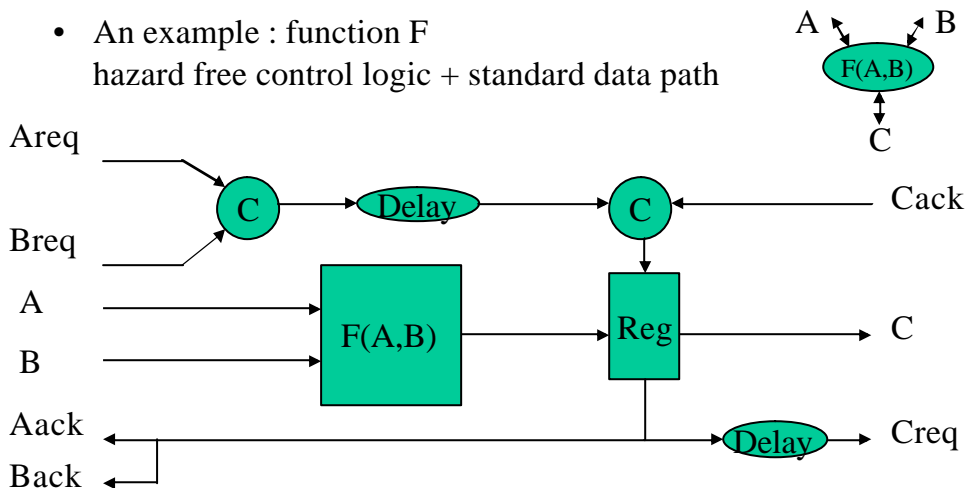 • An example : function F
hazard free control logic + standard data path
A B
F(A,B)
C
Areq
C Delay C Cack
Breq
A
F(A,B) Reg C
B
Aack
Delay Creq
Back